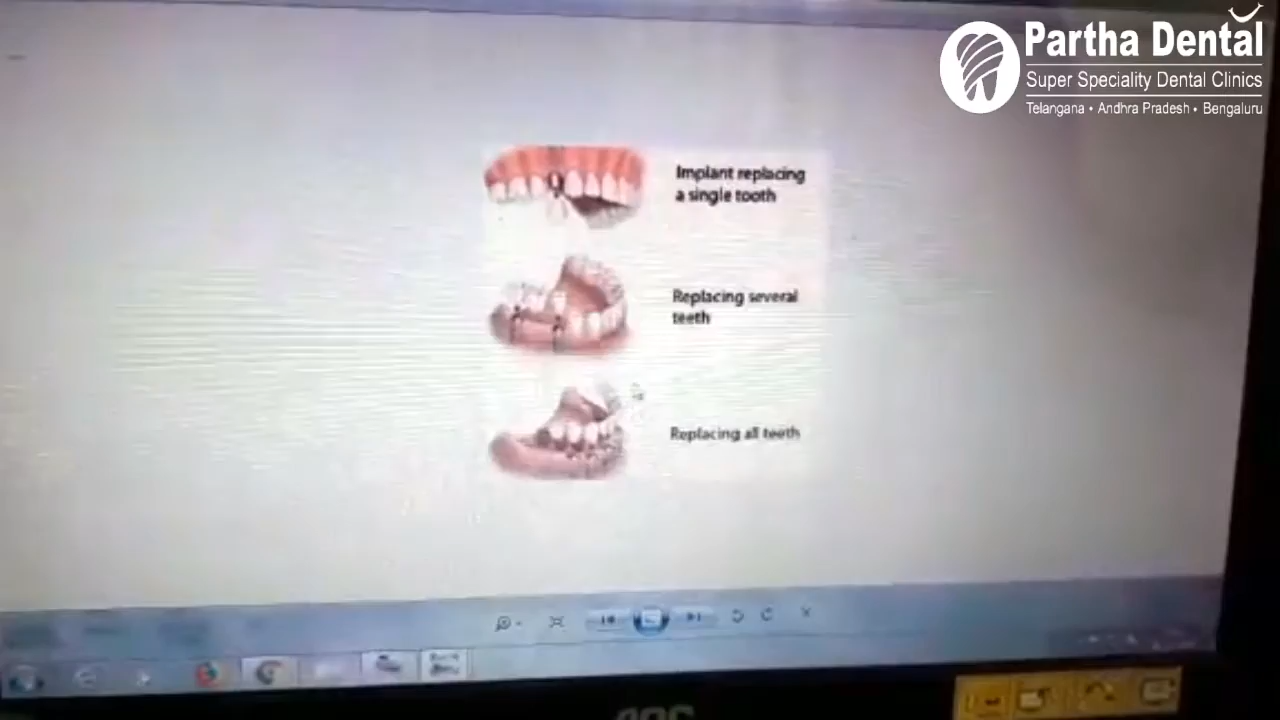 Partha Dental
Super Speciality Dental Clinics
Telangana • Andhra Pradesh • Bengaluru
Implant replacing
a single tooth
Replacing several
teeth
Replacing all teeth
AOC